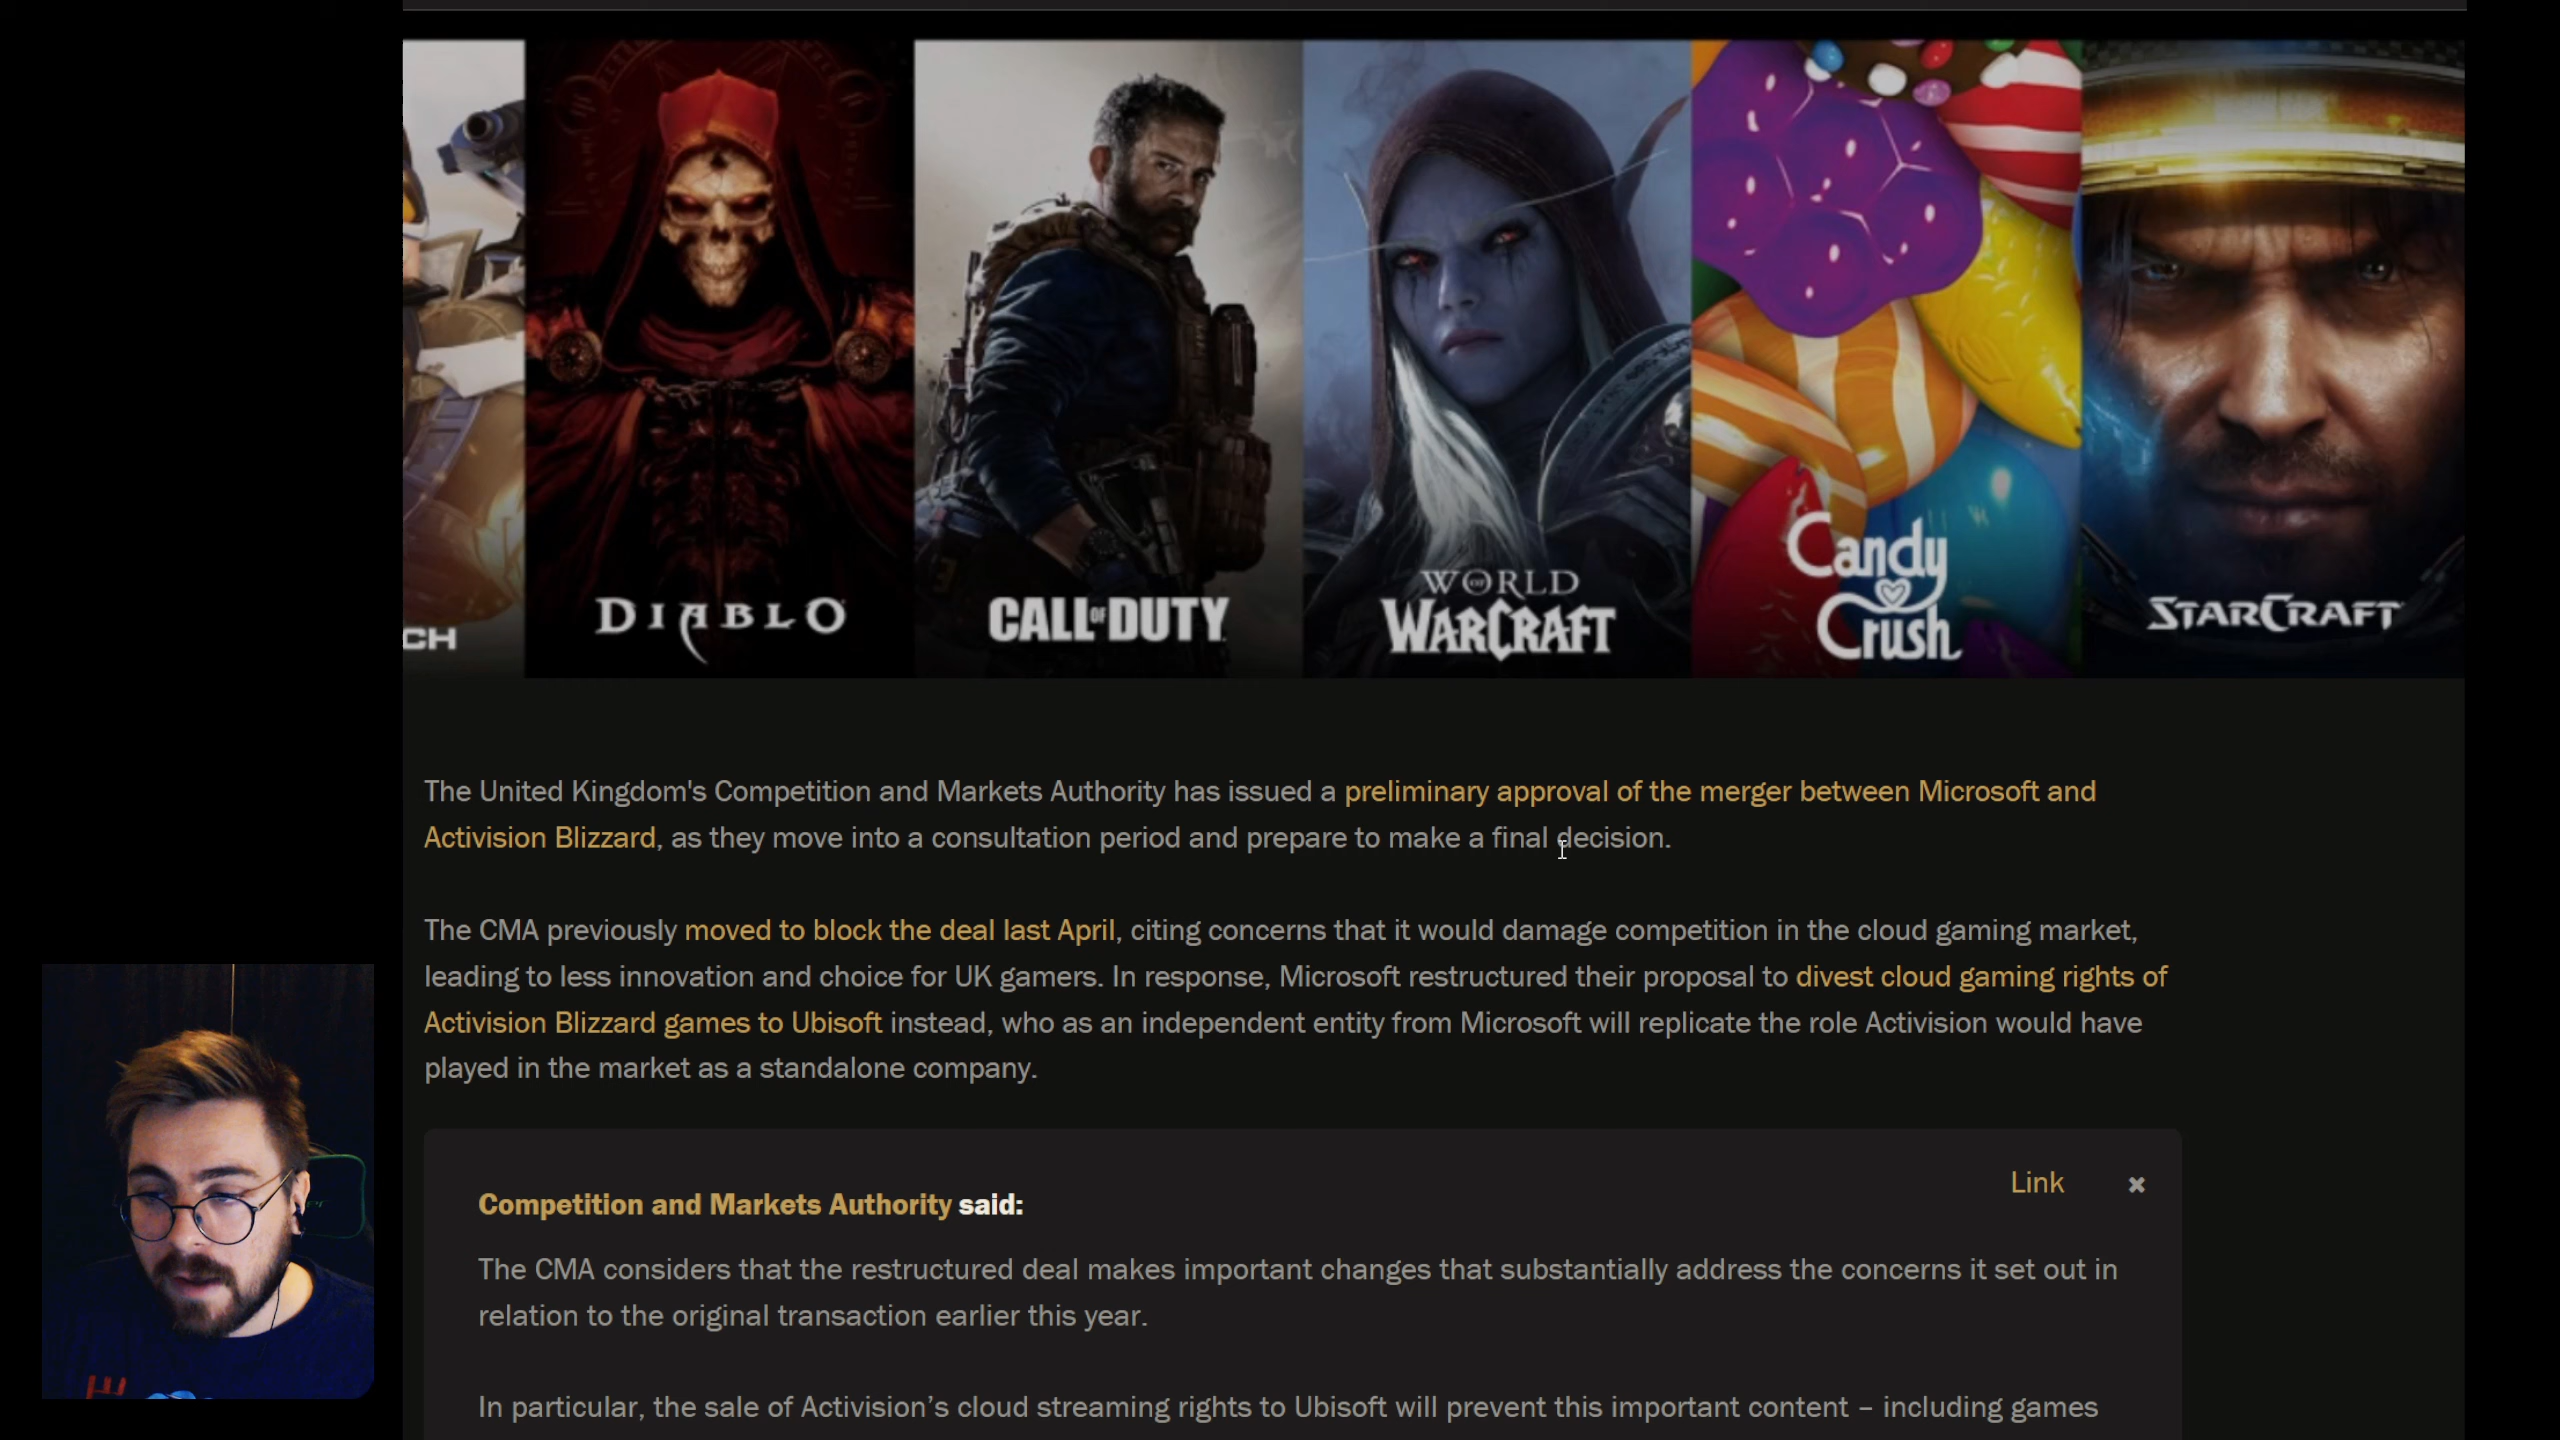 CH
DIABLO
CALL OF DUTY
WORLD
OF
WARCRAFT
Candy
Crush
STARCRAFT
The United Kingdom's Competition and Markets Authority has issued a preliminary approval of the merger between Microsoft and
Activision Blizzard, as they move into a consultation period and prepare to make a final decision.
The CMA previously moved to block the deal last April, citing concerns that it would damage competition in the cloud gaming market,
leading to less innovation and choice for UK gamers. In response, Microsoft restructured their proposal to divest cloud gaming rights of
Activision Blizzard games to Ubisoft instead, who as an independent entity from Microsoft will replicate the role Activision would have
played in the market as a standalone company.
Link ×
Competition and Markets Authority said:
The CMA considers that the restructured deal makes important changes that substantially address the concerns it set out in
relation to the original transaction earlier this year.
In particular, the sale of Activision’s cloud streaming rights to Ubisoft will prevent this important content – including games